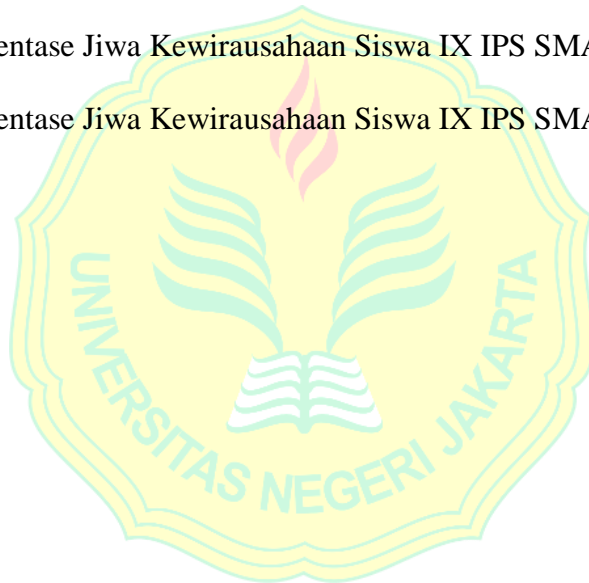 entase Jiwa Kewirausahaan Siswa IX IPS SMA
entase Jiwa Kewirausahaan Siswa IX IPS SMA
UNIVERSITAS NEGERI JAKARTA